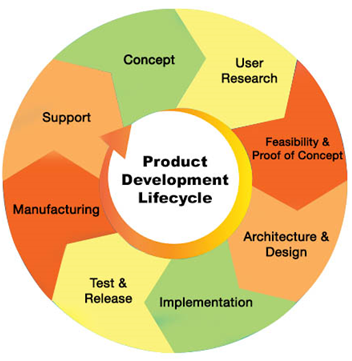 Concept
User
Research
Feasibility &
Proof of Concept
Architecture &
Design
Implementation
Test &
Release
Manufacturing
Support
Product
Development
Lifecycle